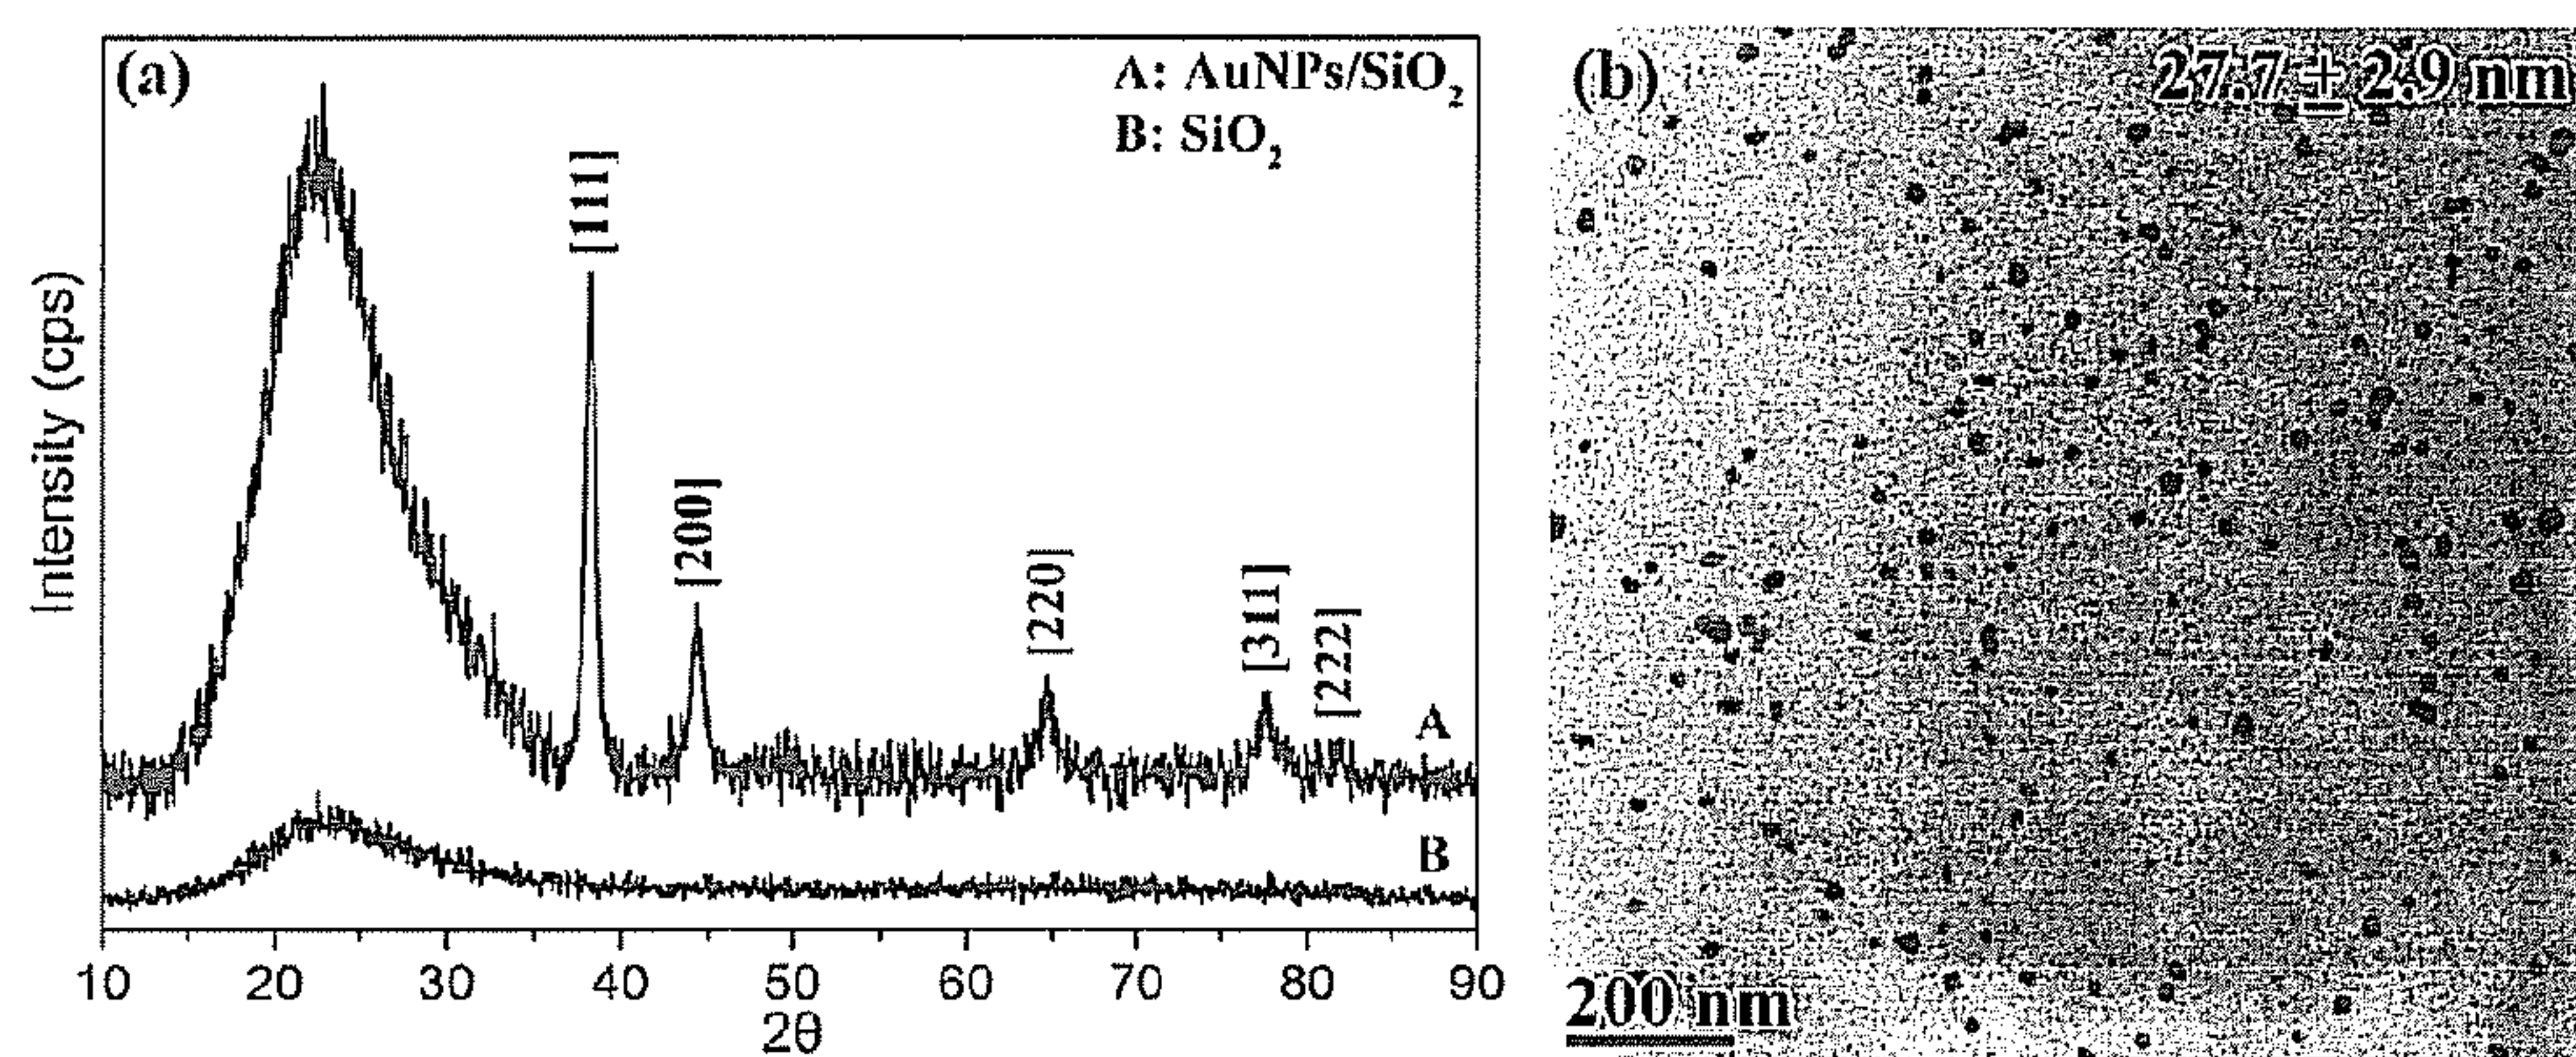 (a)
A: AuNPs/SiO₂
B: SiO₂
[111]
[200]
[220]
[311]
[222]
A
B
Intensity (cps)
10 20 30 40 50 60 70 80 90
2θ
(b)
27.7 ± 2.9 nm
200 nm